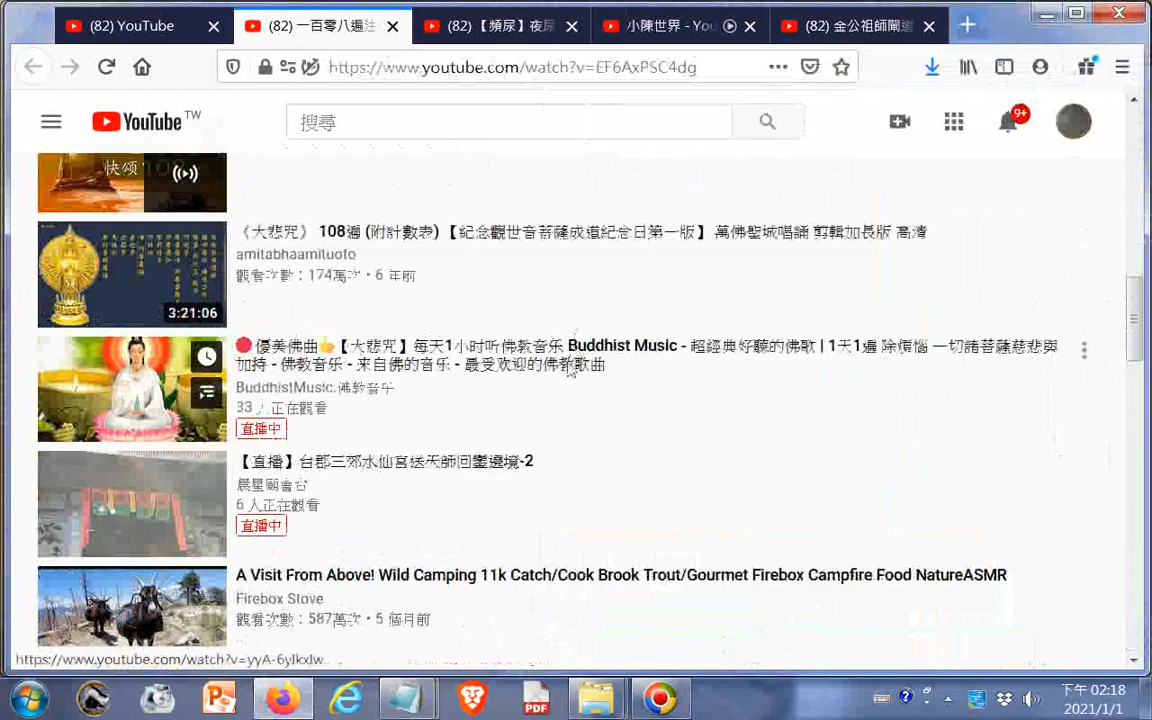 (82) YouTube
(82) 一百零八遍注
(82) 【頻尿】夜尿
小陳世界 - You
(82) 金公祖師闡道
https://www.youtube.com/watch?v=EF6AxPSC4dg
YouTube TW
搜尋
9+
快颂
《大悲咒》 108遍 (附計數表) 【紀念觀世音菩薩成道紀念日第一版】 萬佛聖城唱誦 剪輯加長版 高清
amitabhaamituofo
觀看次數：174萬次 • 6 年前
3:21:06
優美佛曲 【大悲咒】每天1小时听佛教音乐 Buddhist Music - 超經典好聽的佛歌 | 1天1遍 除煩惱 一切諸菩薩慈悲與
加持 - 佛教音乐 - 来自佛的音乐 - 最受欢迎的佛教歌曲
BuddhistMusic.佛教音乐
33 人正在觀看
直播中
【直播】台郡三郊水仙宮送天師回鑾遶境-2
晨星廟會台
6 人正在觀看
直播中
A Visit From Above! Wild Camping 11k Catch/Cook Brook Trout/Gourmet Firebox Campfire Food NatureASMR
Firebox Stove
觀看次數：587萬次 • 5 個月前
https://www.youtube.com/watch?v=yyA-6yIkxlw
PDF
下午 02:18
2021/1/1